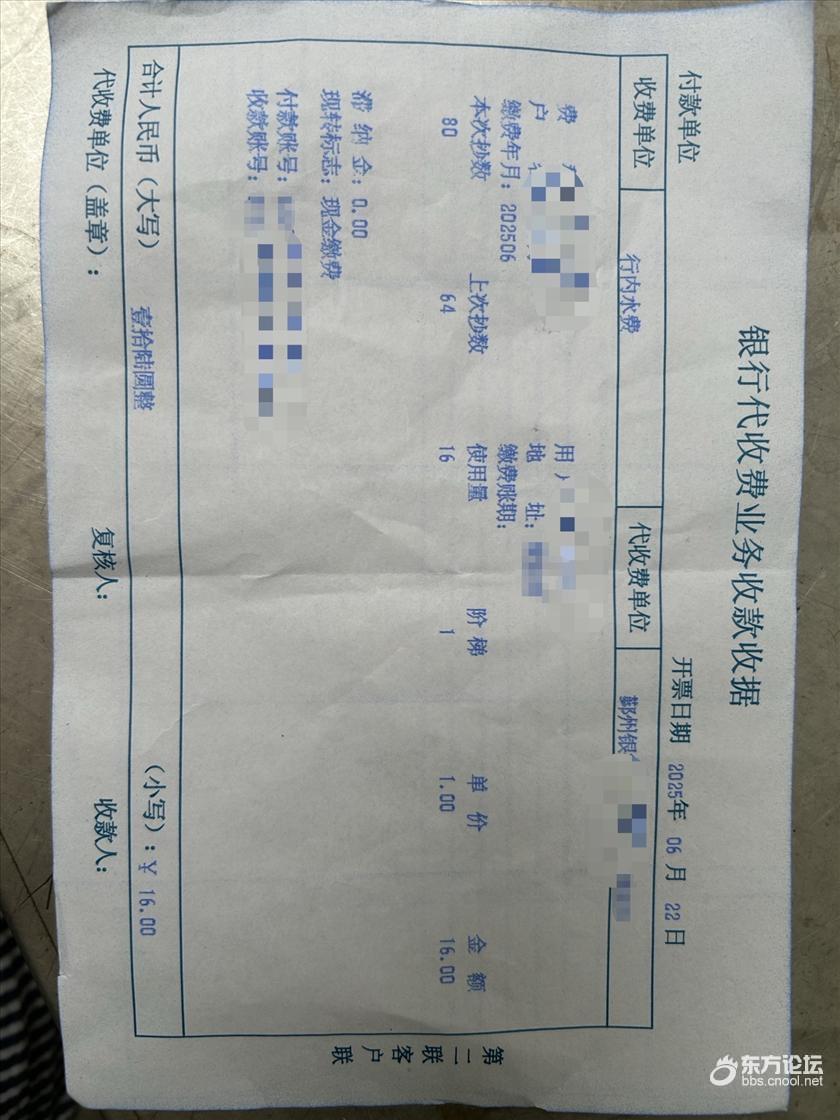 银行代收费业务收款收据
付款单位 开票日期 2025年 06 月 22 日
收费单位 行内水费 代收费单位 鄞州银
费
户 地 址:
缴费年月: 202506 缴费账期:
本次抄数 上次抄数 使用量 阶梯 单价 金额
80 64 16 1 1.00 16.00
滞纳金: 0.00
现转标志: 现金缴费
付款账号:
收款账号:
合计人民币（大写） 壹拾陆圆整 （小写）: ¥ 16.00
代收费单位（盖章）: 复核人: 收款人:
第二联客户联
东方论坛
bbs.cnool.net